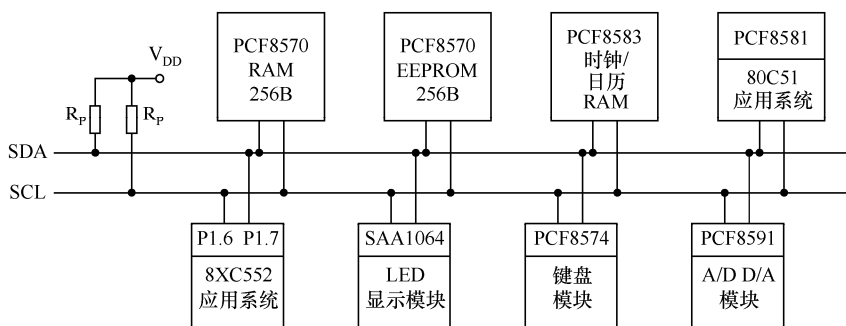 V_DD
R_P
R_P
SDA
SCL
PCF8570
RAM
256B
PCF8570
EEPROM
256B
PCF8583
时钟/
日历
RAM
PCF8581
80C51
应用系统
P1.6 P1.7
8XC552
应用系统
SAA1064
LED
显示模块
PCF8574
键盘
模块
PCF8591
A/D D/A
模块